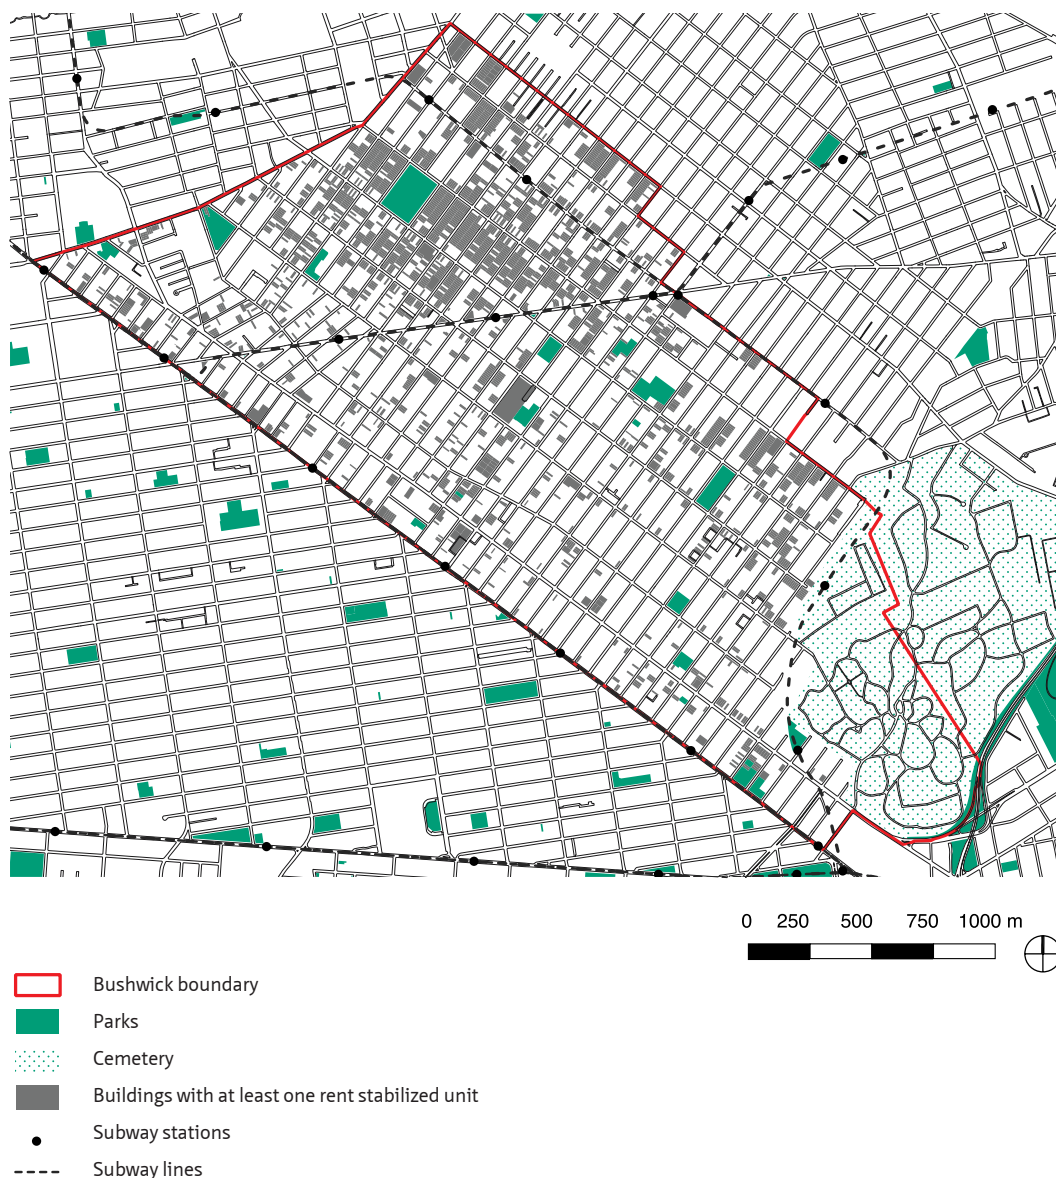 0 250 500 750 1000 m
Bushwick boundary
Parks
Cemetery
Buildings with at least one rent stabilized unit
Subway stations
Subway lines